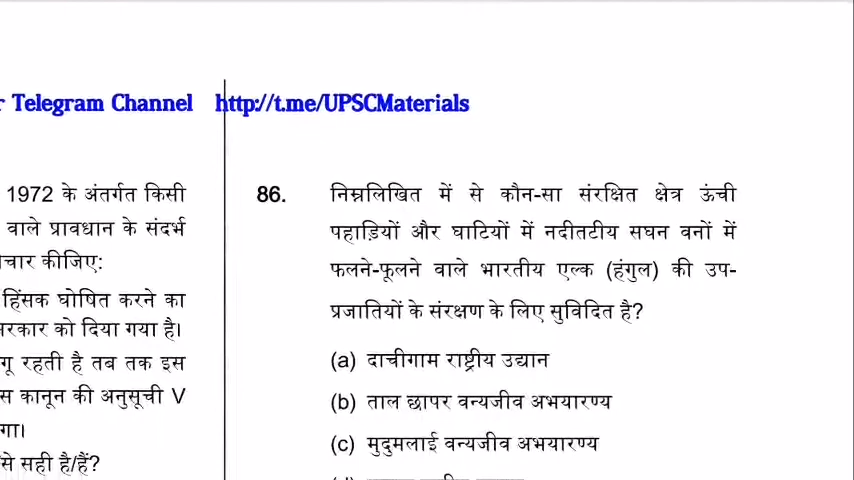 r Telegram Channel http://t.me/UPSCMaterials
1972 के अंतर्गत किसी
वाले प्रावधान के संदर्भ
चार कीजिए:
हिंसक घोषित करने का
रकार को दिया गया है।
गू रहती है तब तक इस
स कानून की अनुसूची V
गा।
से सही है/हैं?
86. निम्नलिखित में से कौन-सा संरक्षित क्षेत्र ऊंची
पहाड़ियों और घाटियों में नदीतटीय सघन वनों में
फलने-फूलने वाले भारतीय एल्क (हंगुल) की उप-
प्रजातियों के संरक्षण के लिए सुविदित है?
(a) दाचीगाम राष्ट्रीय उद्यान
(b) ताल छापर वन्यजीव अभयारण्य
(c) मुदुमलाई वन्यजीव अभयारण्य